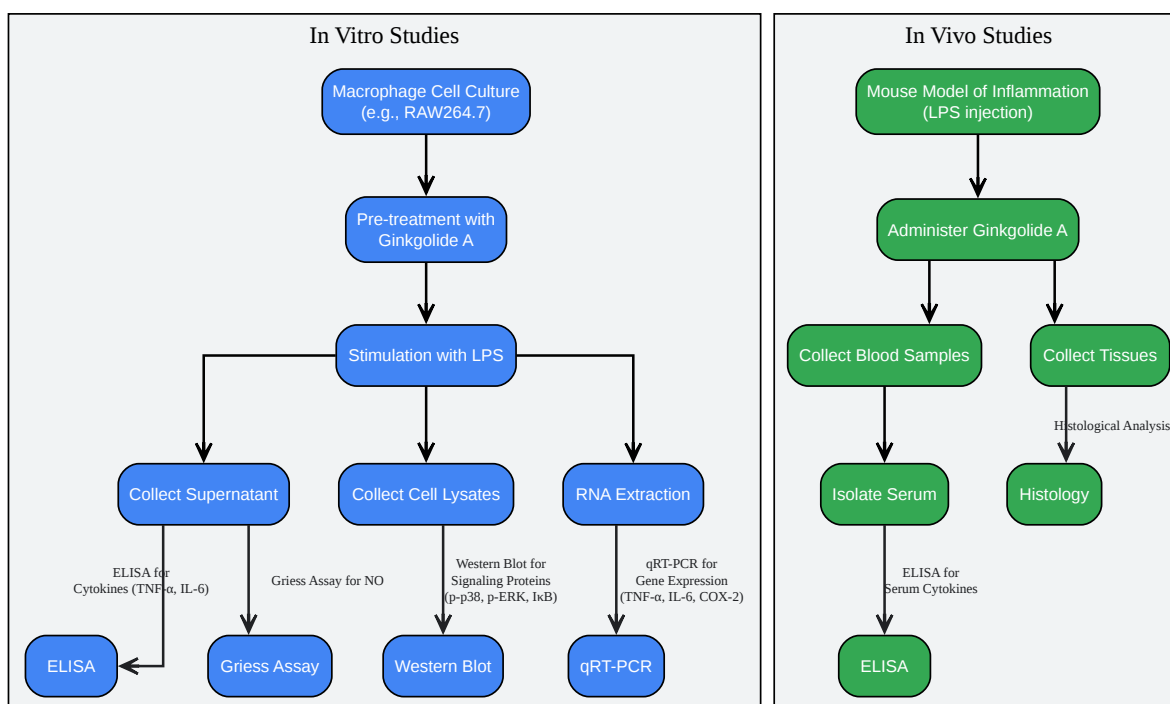 In Vitro Studies
Macrophage Cell Culture
(e.g., RAW264.7)
Pre-treatment with
Ginkgolide A
Stimulation with LPS
Collect Supernatant
Collect Cell Lysates
RNA Extraction
ELISA for
Cytokines (TNF-α, IL-6)
Griess Assay for NO
Western Blot for
Signaling Proteins
(p-p38, p-ERK, IκB)
qRT-PCR for
Gene Expression
(TNF-α, IL-6, COX-2)
ELISA
Griess Assay
Western Blot
qRT-PCR
In Vivo Studies
Mouse Model of Inflammation
(LPS injection)
Administer Ginkgolide A
Collect Blood Samples
Collect Tissues
Histological Analysis
Isolate Serum
Histology
ELISA for
Serum Cytokines
ELISA